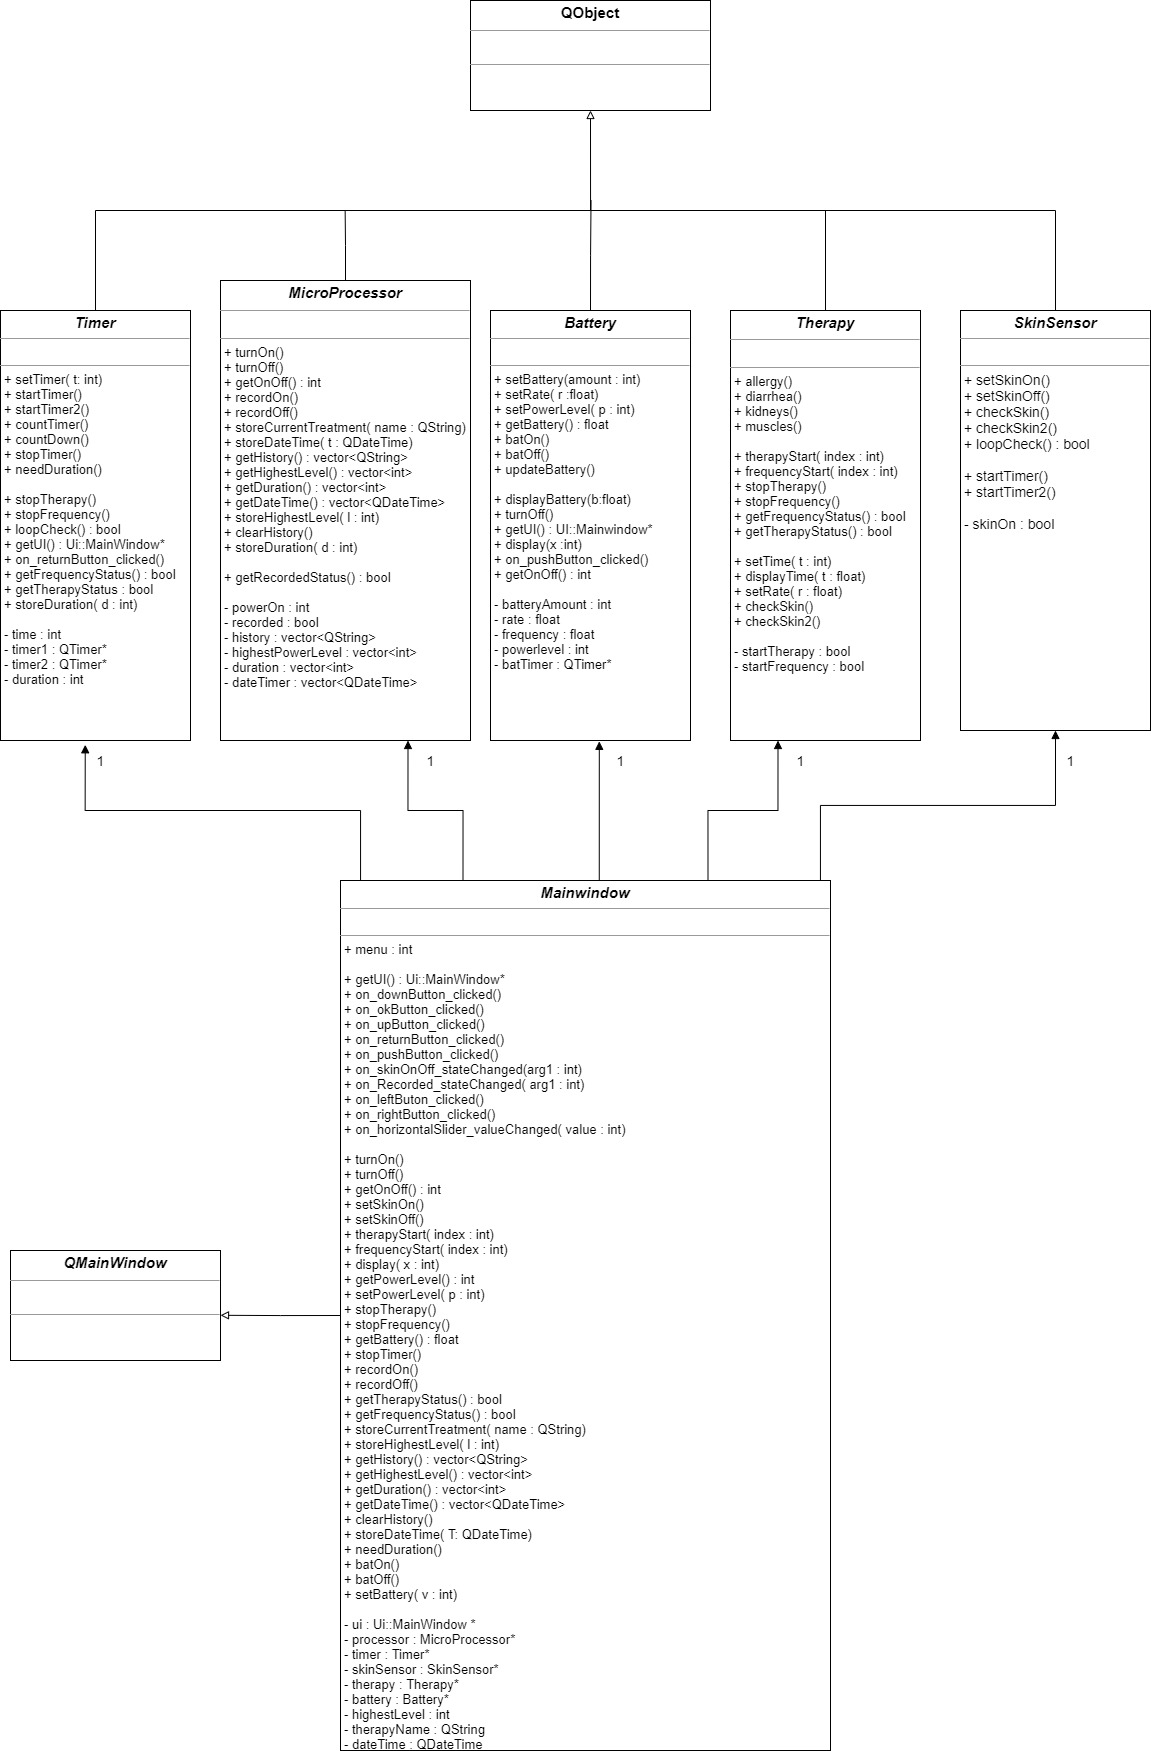 QObject
Timer
+ setTimer( t: int)
+ startTimer()
+ startTimer2()
+ countTimer()
+ countDown()
+ stopTimer()
+ needDuration()
+ stopTherapy()
+ stopFrequency()
+ loopCheck() : bool
+ getUI() : Ui::MainWindow*
+ on_returnButton_clicked()
+ getFrequencyStatus() : bool
+ getTherapyStatus : bool
+ storeDuration( d : int)
- time : int
- timer1 : QTimer*
- timer2 : QTimer*
- duration : int
MicroProcessor
+ turnOn()
+ turnOff()
+ getOnOff() : int
+ recordOn()
+ recordOff()
+ storeCurrentTreatment( name : QString)
+ storeDateTime( t : QDateTime)
+ getHistory() : vector<QString>
+ getHighestLevel() : vector<int>
+ getDuration() : vector<int>
+ getDateTime() : vector<QDateTime>
+ storeHighestLevel( l : int)
+ clearHistory()
+ storeDuration( d : int)
+ getRecordedStatus() : bool
- powerOn : int
- recorded : bool
- history : vector<QString>
- highestPowerLevel : vector<int>
- duration : vector<int>
- dateTimer : vector<QDateTime>
Battery
+ setBattery(amount : int)
+ setRate( r :float)
+ setPowerLevel( p : int)
+ getBattery() : float
+ batOn()
+ batOff()
+ updateBattery()
+ displayBattery(b:float)
+ turnOff()
+ getUI() : UI::Mainwindow*
+ display(x :int)
+ on_pushButton_clicked()
+ getOnOff() : int
- batteryAmount : int
- rate : float
- frequency : float
- powerlevel : int
- batTimer : QTimer*
Therapy
+ allergy()
+ diarrhea()
+ kidneys()
+ muscles()
+ therapyStart( index : int)
+ frequencyStart( index : int)
+ stopTherapy()
+ stopFrequency()
+ getFrequencyStatus() : bool
+ getTherapyStatus() : bool
+ setTime( t : int)
+ displayTime( t : float)
+ setRate( r : float)
+ checkSkin()
+ checkSkin2()
- startTherapy : bool
- startFrequency : bool
SkinSensor
+ setSkinOn()
+ setSkinOff()
+ checkSkin()
+ checkSkin2()
+ loopCheck() : bool
+ startTimer()
+ startTimer2()
- skinOn : bool
1
1
1
1
1
Mainwindow
+ menu : int
+ getUI() : Ui::MainWindow*
+ on_downButton_clicked()
+ on_okButton_clicked()
+ on_upButton_clicked()
+ on_returnButton_clicked()
+ on_pushButton_clicked()
+ on_skinOnOff_stateChanged(arg1 : int)
+ on_Recorded_stateChanged( arg1 : int)
+ on_leftButon_clicked()
+ on_rightButton_clicked()
+ on_horizontalSlider_valueChanged( value : int)
+ turnOn()
+ turnOff()
+ getOnOff() : int
+ setSkinOn()
+ setSkinOff()
+ therapyStart( index : int)
+ frequencyStart( index : int)
+ display( x : int)
+ getPowerLevel() : int
+ setPowerLevel( p : int)
+ stopTherapy()
+ stopFrequency()
+ getBattery() : float
+ stopTimer()
+ recordOn()
+ recordOff()
+ getTherapyStatus() : bool
+ getFrequencyStatus() : bool
+ storeCurrentTreatment( name : QString)
+ storeHighestLevel( l : int)
+ getHistory() : vector<QString>
+ getHighestLevel() : vector<int>
+ getDuration() : vector<int>
+ getDateTime() : vector<QDateTime>
+ clearHistory()
+ storeDateTime( T: QDateTime)
+ needDuration()
+ batOn()
+ batOff()
+ setBattery( v : int)
- ui : Ui::MainWindow *
- processor : MicroProcessor*
- timer : Timer*
- skinSensor : SkinSensor*
- therapy : Therapy*
- battery : Battery*
- highestLevel : int
- therapyName : QString
- dateTime : QDateTime
QMainWindow